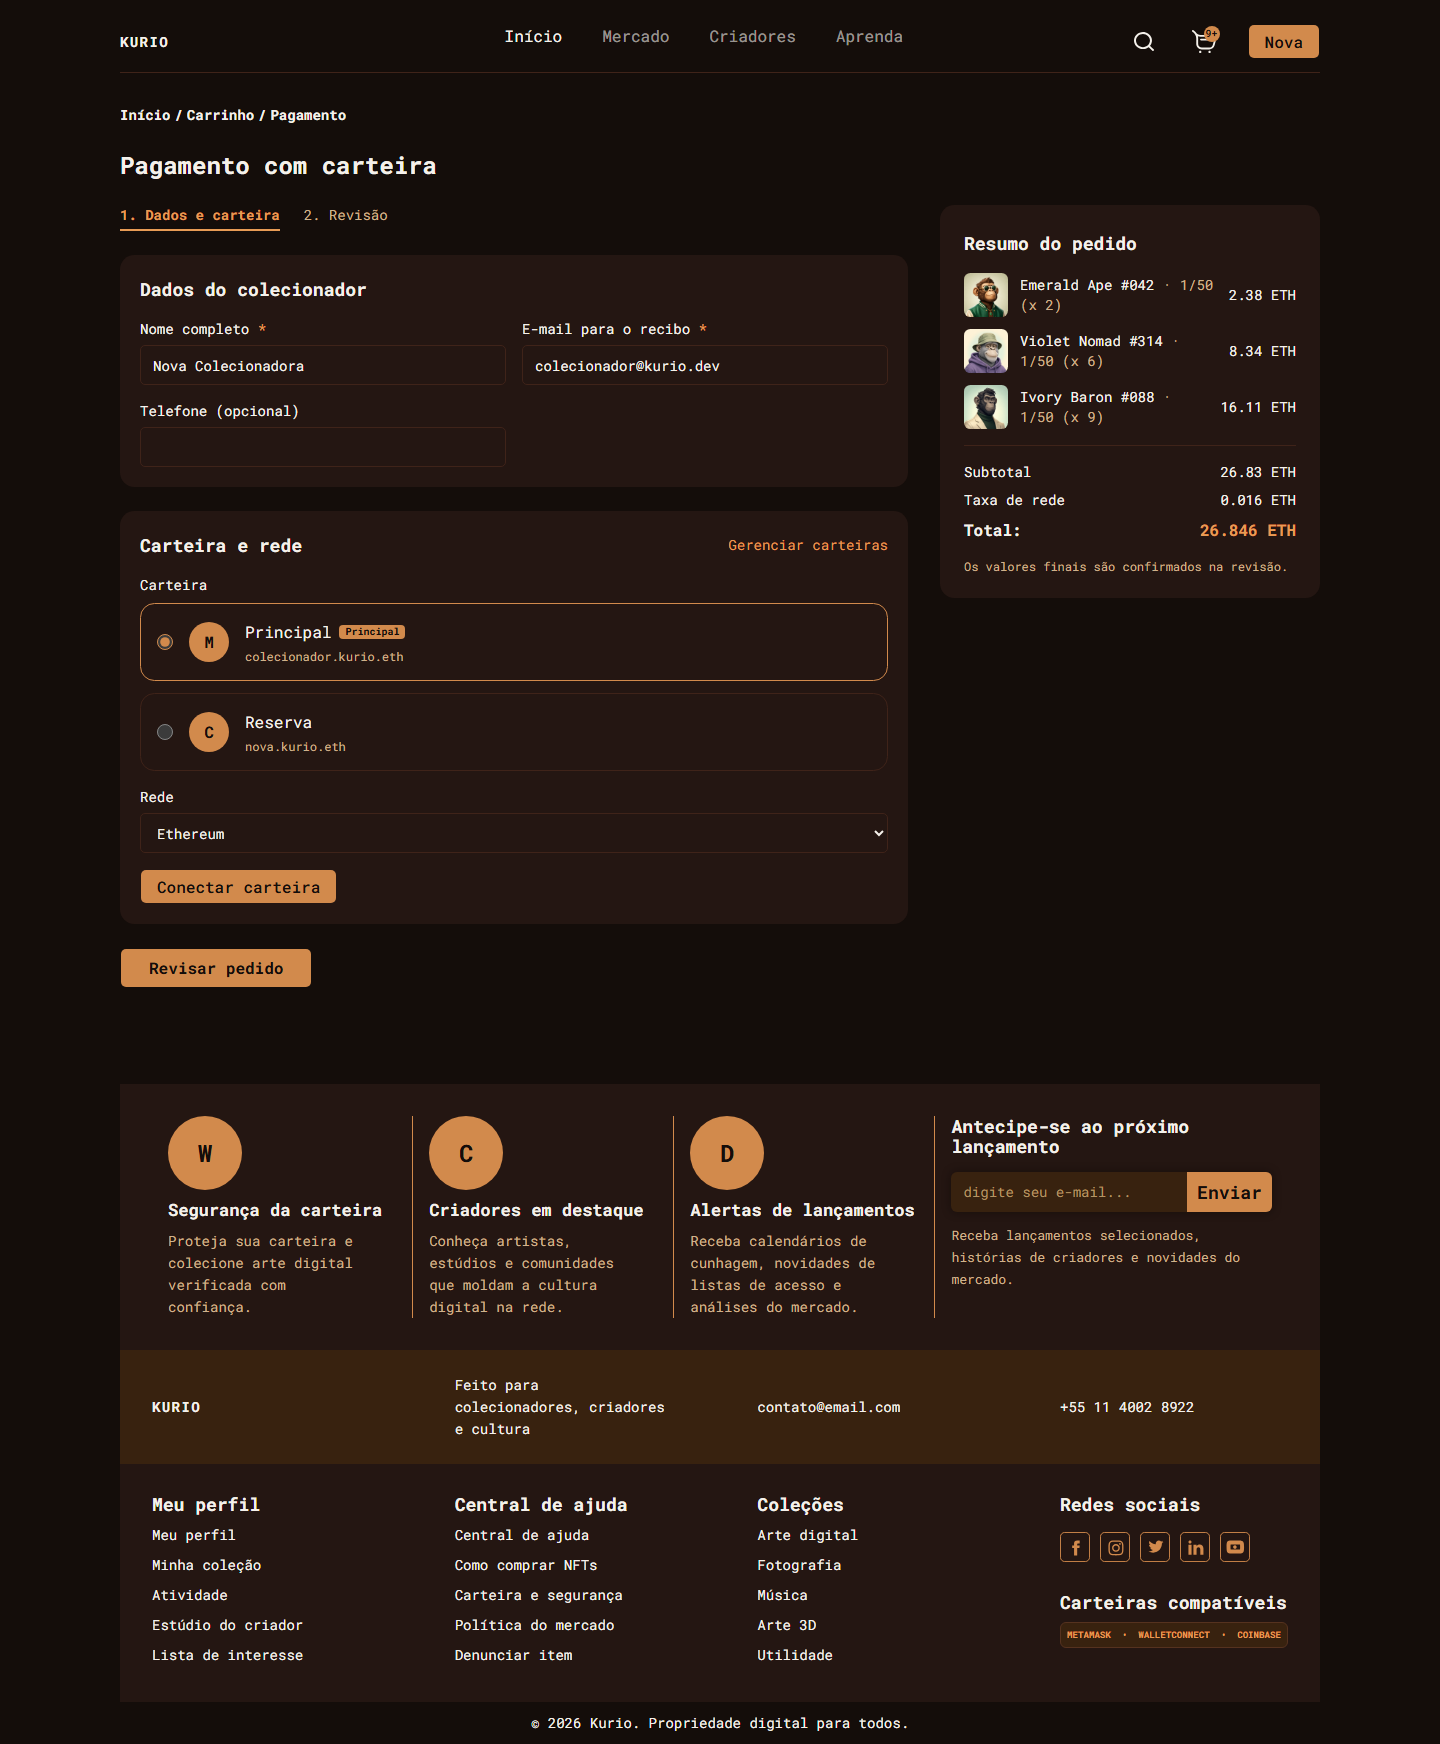 KURIO
Início
Mercado
Criadores
Aprenda
9+
Nova
Início / Carrinho / Pagamento
Pagamento com carteira
1. Dados e carteira
2. Revisão
Dados do colecionador
Nome completo *
E-mail para o recibo *
Nova Colecionadora
colecionador@kurio.dev
Telefone (opcional)
Carteira e rede
Gerenciar carteiras
Carteira
M
Principal
Principal
colecionador.kurio.eth
C
Reserva
nova.kurio.eth
Rede
Ethereum
Conectar carteira
Revisar pedido
Resumo do pedido
Emerald Ape #042 · 1/50
(x 2)
2.38 ETH
Violet Nomad #314 ·
1/50 (x 6)
8.34 ETH
Ivory Baron #088 ·
1/50 (x 9)
16.11 ETH
Subtotal
26.83 ETH
Taxa de rede
0.016 ETH
Total:
26.846 ETH
Os valores finais são confirmados na revisão.
W
Segurança da carteira
Proteja sua carteira e
colecione arte digital
verificada com
confiança.
C
Criadores em destaque
Conheça artistas,
estúdios e comunidades
que moldam a cultura
digital na rede.
D
Alertas de lançamentos
Receba calendários de
cunhagem, novidades de
listas de acesso e
análises do mercado.
Antecipe-se ao próximo
lançamento
digite seu e-mail...
Enviar
Receba lançamentos selecionados,
histórias de criadores e novidades do
mercado.
KURIO
Feito para
colecionadores, criadores
e cultura
contato@email.com
+55 11 4002 8922
Meu perfil
Meu perfil
Minha coleção
Atividade
Estúdio do criador
Lista de interesse
Central de ajuda
Central de ajuda
Como comprar NFTs
Carteira e segurança
Política do mercado
Denunciar item
Coleções
Arte digital
Fotografia
Música
Arte 3D
Utilidade
Redes sociais
Carteiras compatíveis
METAMASK · WALLETCONNECT · COINBASE
© 2026 Kurio. Propriedade digital para todos.